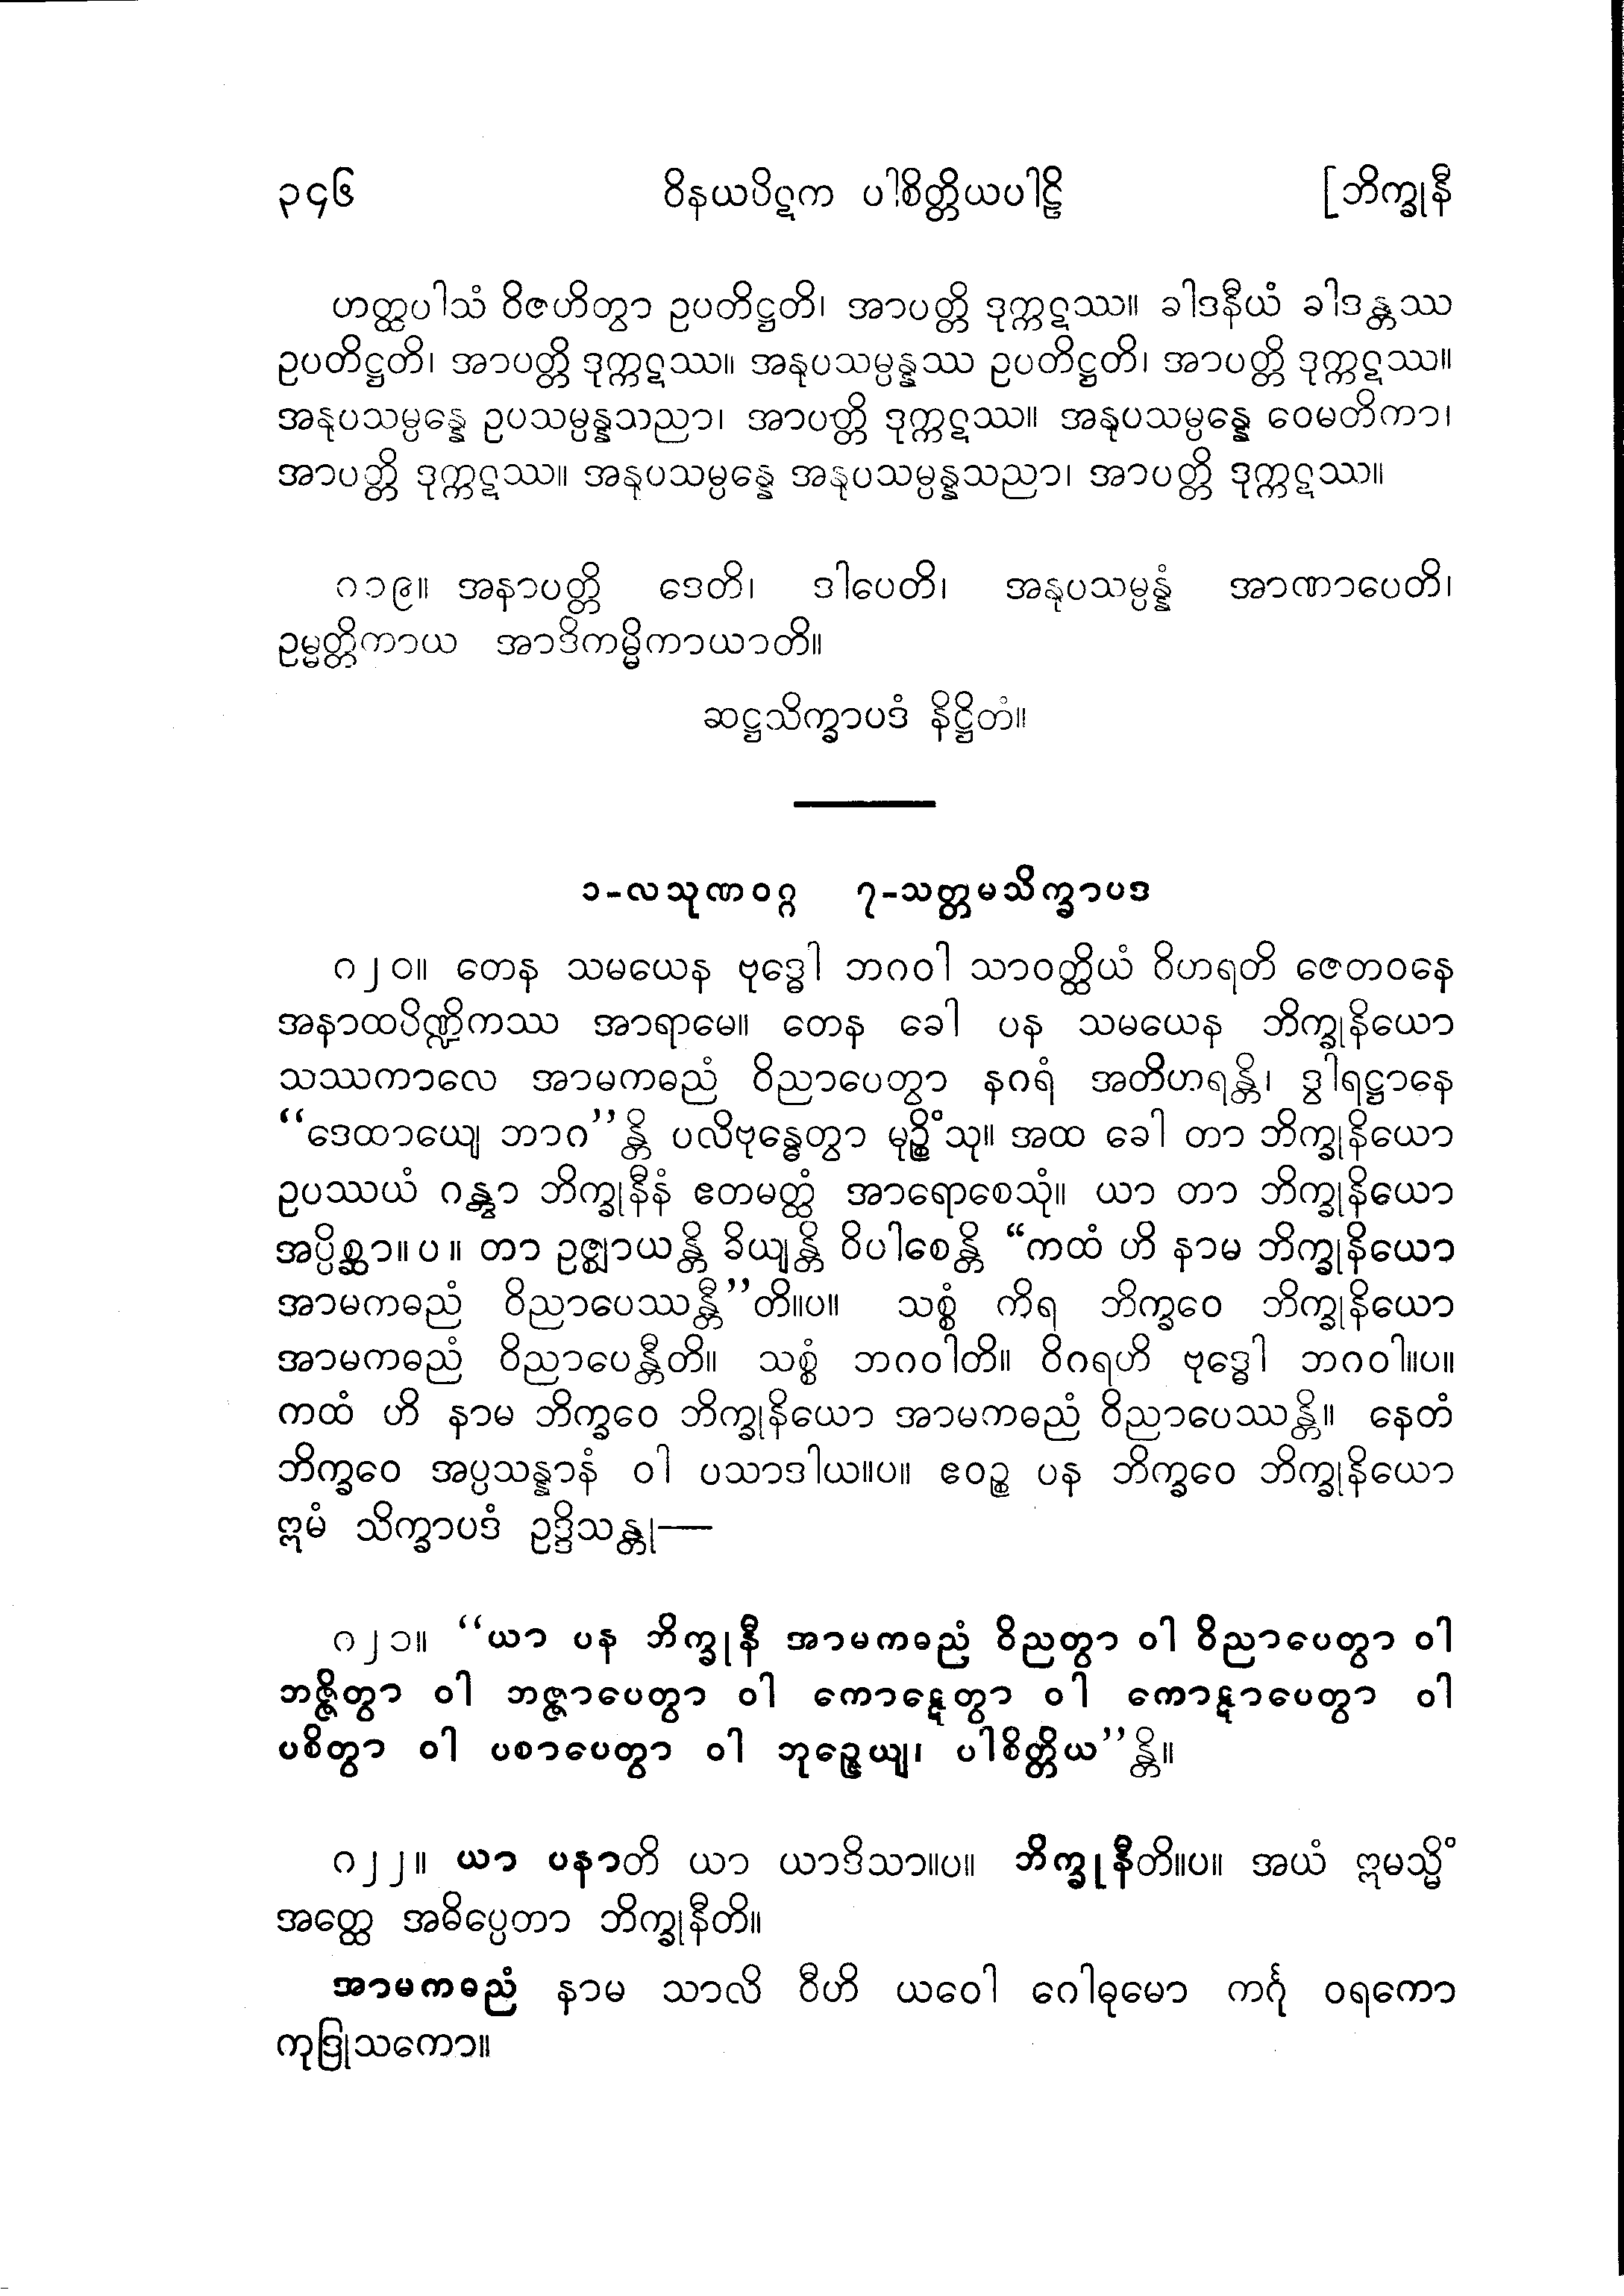 ၃၄၆ ဝိနယပိဋက ပါစိတ္တိယပါဠိ [ဘိက္ခုနီ
ဟတ္ထပါသံ ဝိဇဟိတွာ ဥပတိဋ္ဌတိ၊ အာပတ္တိ ဒုက္ကဋဿ။ ခါဒနီယံ ခါဒန္တဿ
ဥပတိဋ္ဌတိ၊ အာပတ္တိ ဒုက္ကဋဿ။ အနုပသမ္ပန္နဿ ဥပတိဋ္ဌတိ၊ အာပတ္တိ ဒုက္ကဋဿ။
အနုပသမ္ပန္နေ ဥပသမ္ပန္နသညာ၊ အာပတ္တိ ဒုက္ကဋဿ။ အနုပသမ္ပန္နေ ဝေမတိကာ၊
အာပတ္တိ ဒုက္ကဋဿ။ အနုပသမ္ပန္နေ အနုပသမ္ပန္နသညာ၊ အာပတ္တိ ဒုက္ကဋဿ။
၈၁၉။ အနာပတ္တိ ဒေတိ၊ ဒါပေတိ၊ အနုပသမ္ပန္နံ အာဏာပေတိ၊
ဥမ္မတ္တိကာယ အာဒိကမ္မိကာယာတိ။
ဆဋ္ဌသိက္ခာပဒံ နိဋ္ဌိတံ။
၁-လသုဏဝဂ္ဂ ၇-သတ္တမသိက္ခာပဒ
၈၂၀။ တေန သမယေန ဗုဒ္ဓေါ ဘဂဝါ သာဝတ္ထိယံ ဝိဟရတိ ဇေတဝနေ
အနာထပိဏ္ဍိကဿ အာရာမေ။ တေန ခေါ ပန သမယေန ဘိက္ခုနိယော
သဿကာလေ အာမကဓညံ ဝိညာပေတွာ နဂရံ အတိဟရန္တိ၊ ဒွါရဋ္ဌာနေ
“ဒေထာယျေ ဘာဂ”န္တိ ပလိဗုန္ဓေတွာ မုဉ္စိံသု။ အထ ခေါ တာ ဘိက္ခုနိယော
ဥပဿယံ ဂန္တွာ ဘိက္ခုနီနံ ဧတမတ္ထံ အာရောစေသုံ။ ယာ တာ ဘိက္ခုနိယော
အပ္ပိစ္ဆာ။ပ။ တာ ဥဇ္ဈာယန္တိ ခိယျန္တိ ဝိပါစေန္တိ “ကထံ ဟိ နာမ ဘိက္ခုနိယော
အာမကဓညံ ဝိညာပေဿန္တီ”တိ။ပ။ သစ္စံ ကိရ ဘိက္ခဝေ ဘိက္ခုနိယော
အာမကဓညံ ဝိညာပေန္တီတိ။ သစ္စံ ဘဂဝါတိ။ ဝိဂရဟိ ဗုဒ္ဓေါ ဘဂဝါ။ပ။
ကထံ ဟိ နာမ ဘိက္ခဝေ ဘိက္ခုနိယော အာမကဓညံ ဝိညာပေဿန္တိ။ နေတံ
ဘိက္ခဝေ အပ္ပသန္နာနံ ဝါ ပသာဒါယ။ပ။ ဧဝဉ္စ ပန ဘိက္ခဝေ ဘိက္ခုနိယော
ဣမံ သိက္ခာပဒံ ဥဒ္ဒိသန္တု—
၈၂၁။ “ယာ ပန ဘိက္ခုနီ အာမကဓညံ ဝိညတွာ ဝါ ဝိညာပေတွာ ဝါ
ဘဇ္ဇိတွာ ဝါ ဘဇ္ဇာပေတွာ ဝါ ကောဋ္ဋေတွာ ဝါ ကောဋ္ဋာပေတွာ ဝါ
ပစိတွာ ဝါ ပစာပေတွာ ဝါ ဘုဉ္ဇေယျ၊ ပါစိတ္တိယ”န္တိ။
၈၂၂။ ယာ ပနာတိ ယာ ယာဒိသာ။ပ။ ဘိက္ခုနီတိ။ပ။ အယံ ဣမသ္မိံ
အတ္ထေ အဓိပ္ပေတာ ဘိက္ခုနီတိ။
အာမကဓညံ နာမ သာလိ ဝီဟိ ယဝေါ ဂေါဓုမော ကင်္ဂု ဝရကော
ကုဒြုသကော။